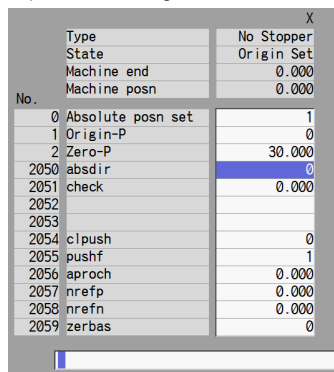 X
Type No Stopper
State Origin Set
Machine end 0.000
Machine posn 0.000
No.
0 Absolute posn set 1
1 Origin-P 0
2 Zero-P 30.000
2050 absdir 0
2051 check 0.000
2052
2053
2054 clpush 0
2055 pushf 1
2056 aproch 0.000
2057 nrefp 0.000
2058 nrefn 0.000
2059 zerbas 0